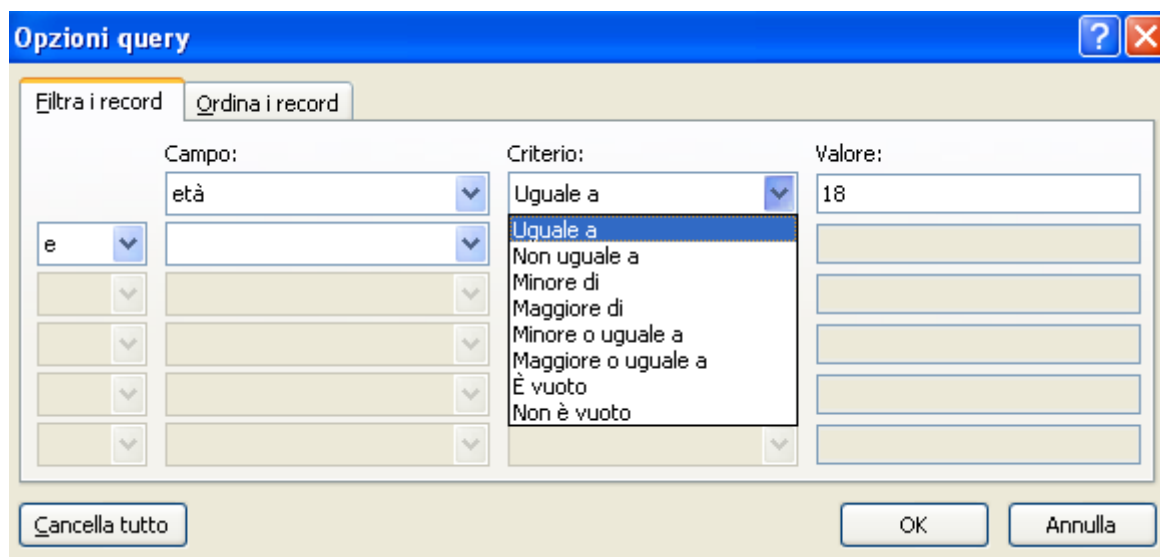 Opzioni query
Filtra i record Ordina i record
Campo: Criterio: Valore:
età Uguale a 18
e
Uguale a
Non uguale a
Minore di
Maggiore di
Minore o uguale a
Maggiore o uguale a
È vuoto
Non è vuoto
Cancella tutto OK Annulla